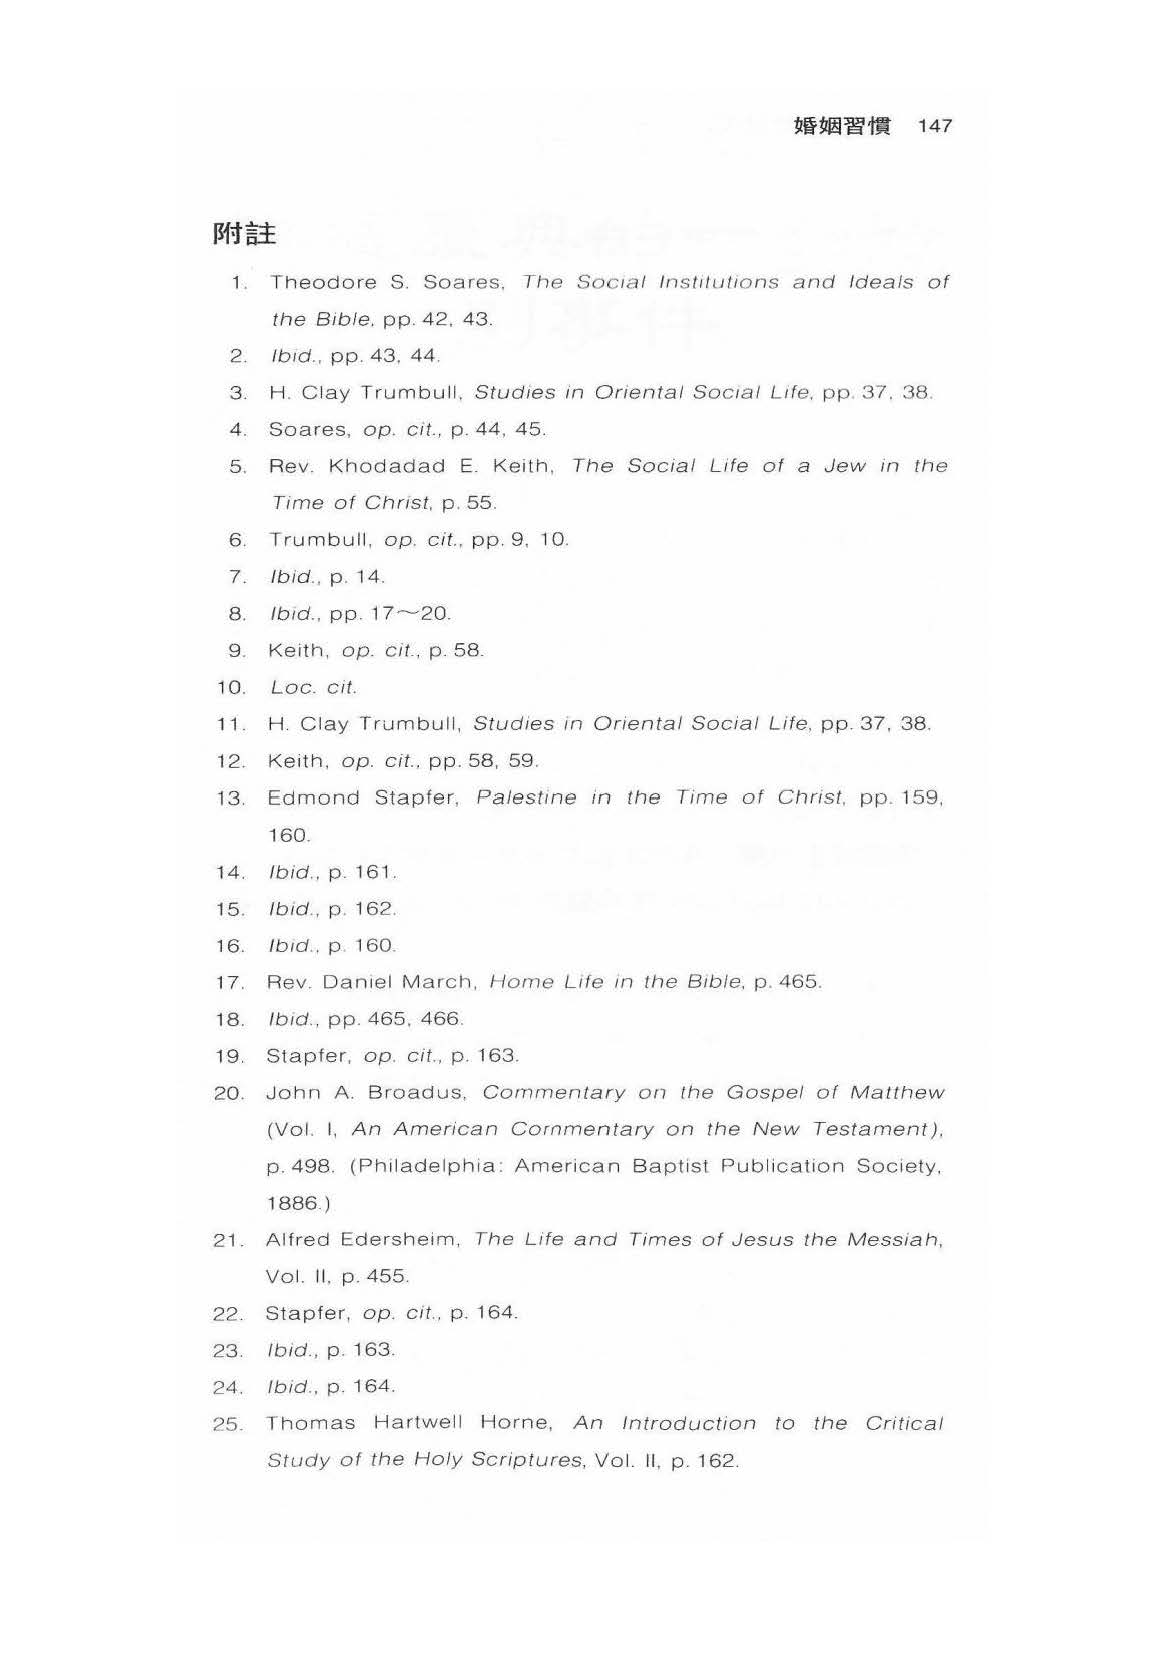 婚姻習慣 147
附註
1. Theodore S. Soares, The Social Institutions and Ideals of
the Bible, pp. 42, 43.
2. Ibid., pp. 43, 44.
3. H. Clay Trumbull, Studies in Oriental Social Life, pp. 37, 38.
4. Soares, op. cit., p. 44, 45.
5. Rev. Khodadad E. Keith, The Social Life of a Jew in the
Time of Christ, p. 55.
6. Trumbull, op. cit., pp. 9, 10.
7. Ibid., p. 14.
8. Ibid., pp. 17～20.
9. Keith, op. cit., p. 58.
10. Loc. cit.
11. H. Clay Trumbull, Studies in Oriental Social Life, pp. 37, 38.
12. Keith, op. cit., pp. 58, 59.
13. Edmond Stapfer, Palestine in the Time of Christ, pp. 159,
160.
14. Ibid., p. 161.
15. Ibid., p. 162.
16. Ibid., p. 160.
17. Rev. Daniel March, Home Life in the Bible, p. 465.
18. Ibid., pp. 465, 466.
19. Stapfer, op. cit., p. 163.
20. John A. Broadus, Commentary on the Gospel of Matthew
(Vol. I, An American Commentary on the New Testament),
p. 498. (Philadelphia: American Baptist Publication Society,
1886.)
21. Alfred Edersheim, The Life and Times of Jesus the Messiah,
Vol. II, p. 455.
22. Stapfer, op. cit., p. 164.
23. Ibid., p. 163.
24. Ibid., p. 164.
25. Thomas Hartwell Horne, An Introduction to the Critical
Study of the Holy Scriptures, Vol. II, p. 162.